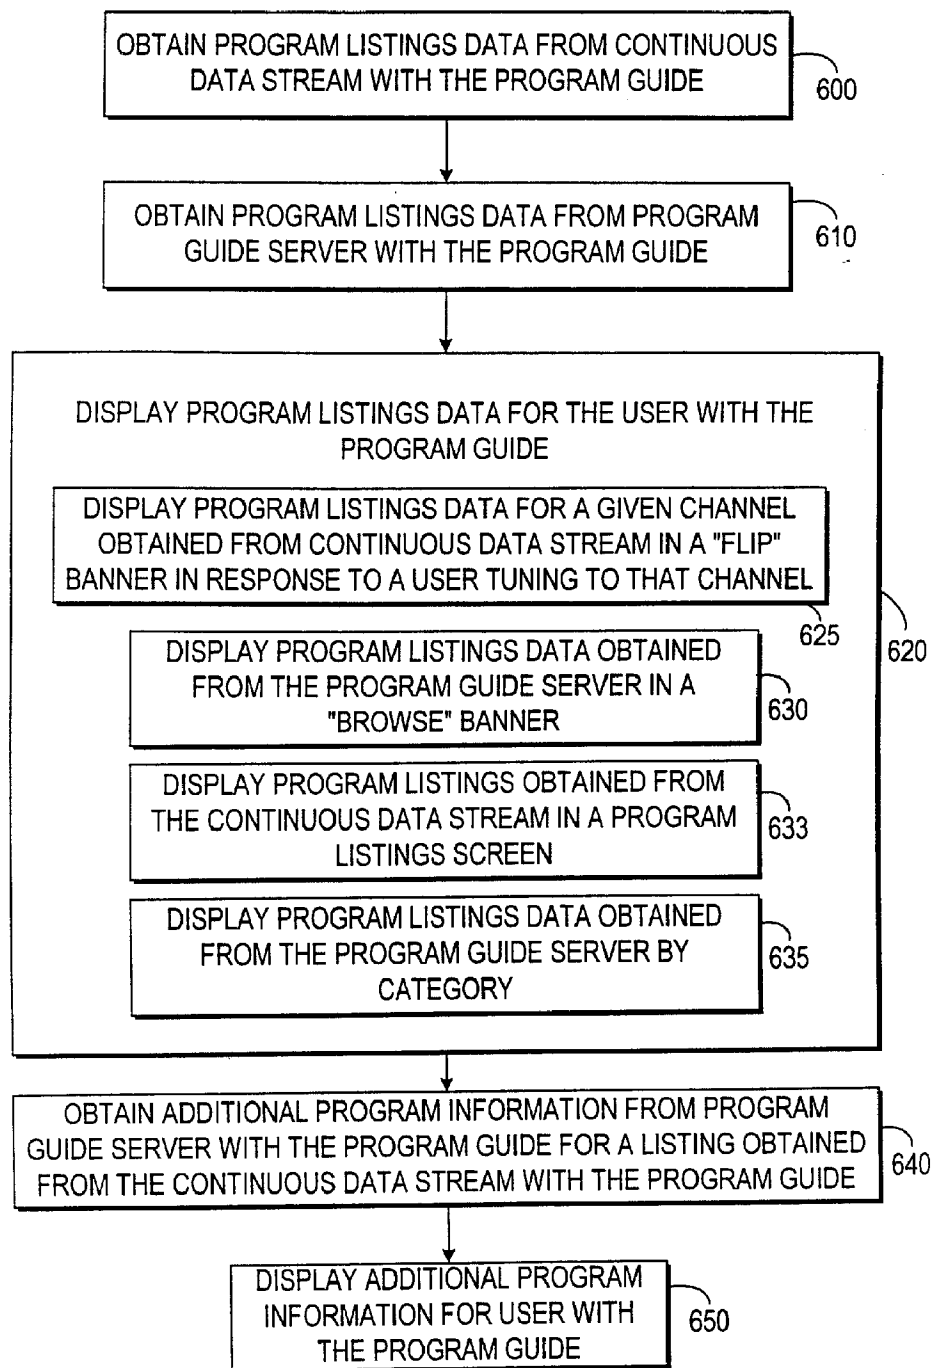 OBTAIN PROGRAM LISTINGS DATA FROM CONTINUOUS
DATA STREAM WITH THE PROGRAM GUIDE
600
OBTAIN PROGRAM LISTINGS DATA FROM PROGRAM
GUIDE SERVER WITH THE PROGRAM GUIDE
610
DISPLAY PROGRAM LISTINGS DATA FOR THE USER WITH THE
PROGRAM GUIDE
DISPLAY PROGRAM LISTINGS DATA FOR A GIVEN CHANNEL
OBTAINED FROM CONTINUOUS DATA STREAM IN A "FLIP"
BANNER IN RESPONSE TO A USER TUNING TO THAT CHANNEL
625
620
DISPLAY PROGRAM LISTINGS DATA OBTAINED
FROM THE PROGRAM GUIDE SERVER IN A
"BROWSE" BANNER
630
DISPLAY PROGRAM LISTINGS OBTAINED FROM
THE CONTINUOUS DATA STREAM IN A PROGRAM
LISTINGS SCREEN
633
DISPLAY PROGRAM LISTINGS DATA OBTAINED
FROM THE PROGRAM GUIDE SERVER BY
CATEGORY
635
OBTAIN ADDITIONAL PROGRAM INFORMATION FROM PROGRAM
GUIDE SERVER WITH THE PROGRAM GUIDE FOR A LISTING OBTAINED
FROM THE CONTINUOUS DATA STREAM WITH THE PROGRAM GUIDE
640
DISPLAY ADDITIONAL PROGRAM
INFORMATION FOR USER WITH
THE PROGRAM GUIDE
650